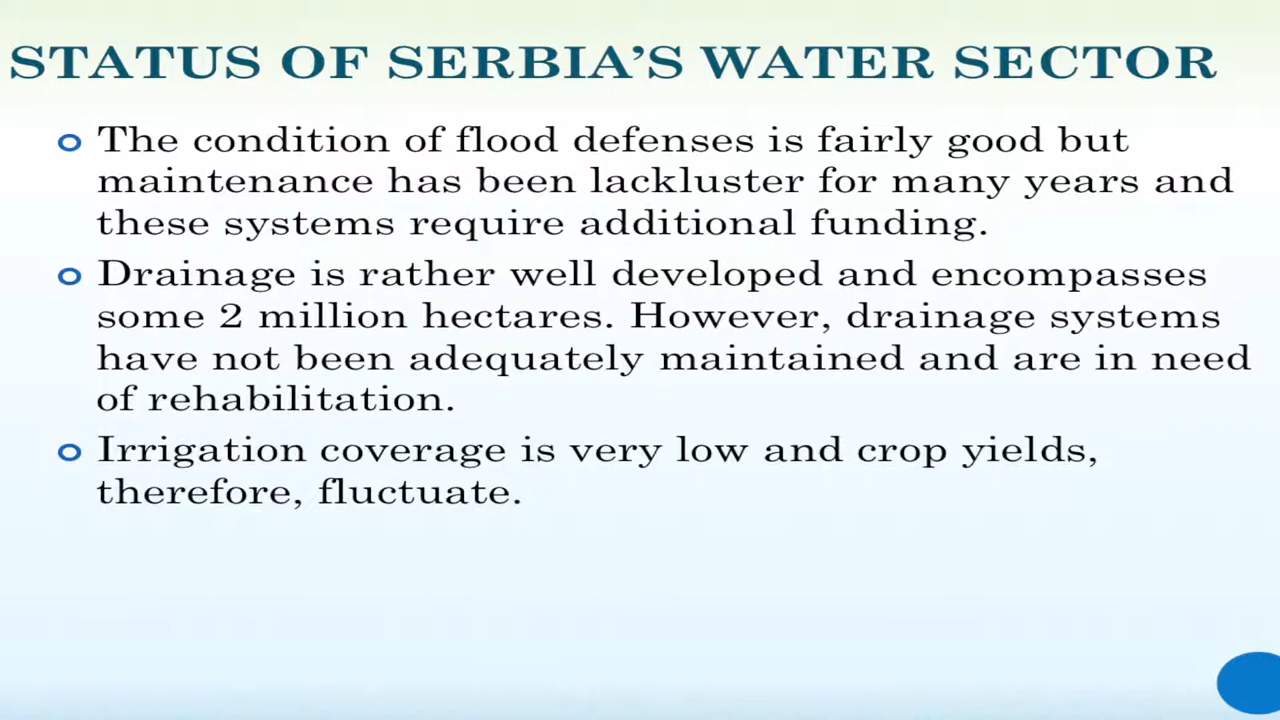 STATUS OF SERBIA’S WATER SECTOR
The condition of flood defenses is fairly good but
maintenance has been lackluster for many years and
these systems require additional funding.
Drainage is rather well developed and encompasses
some 2 million hectares. However, drainage systems
have not been adequately maintained and are in need
of rehabilitation.
Irrigation coverage is very low and crop yields,
therefore, fluctuate.